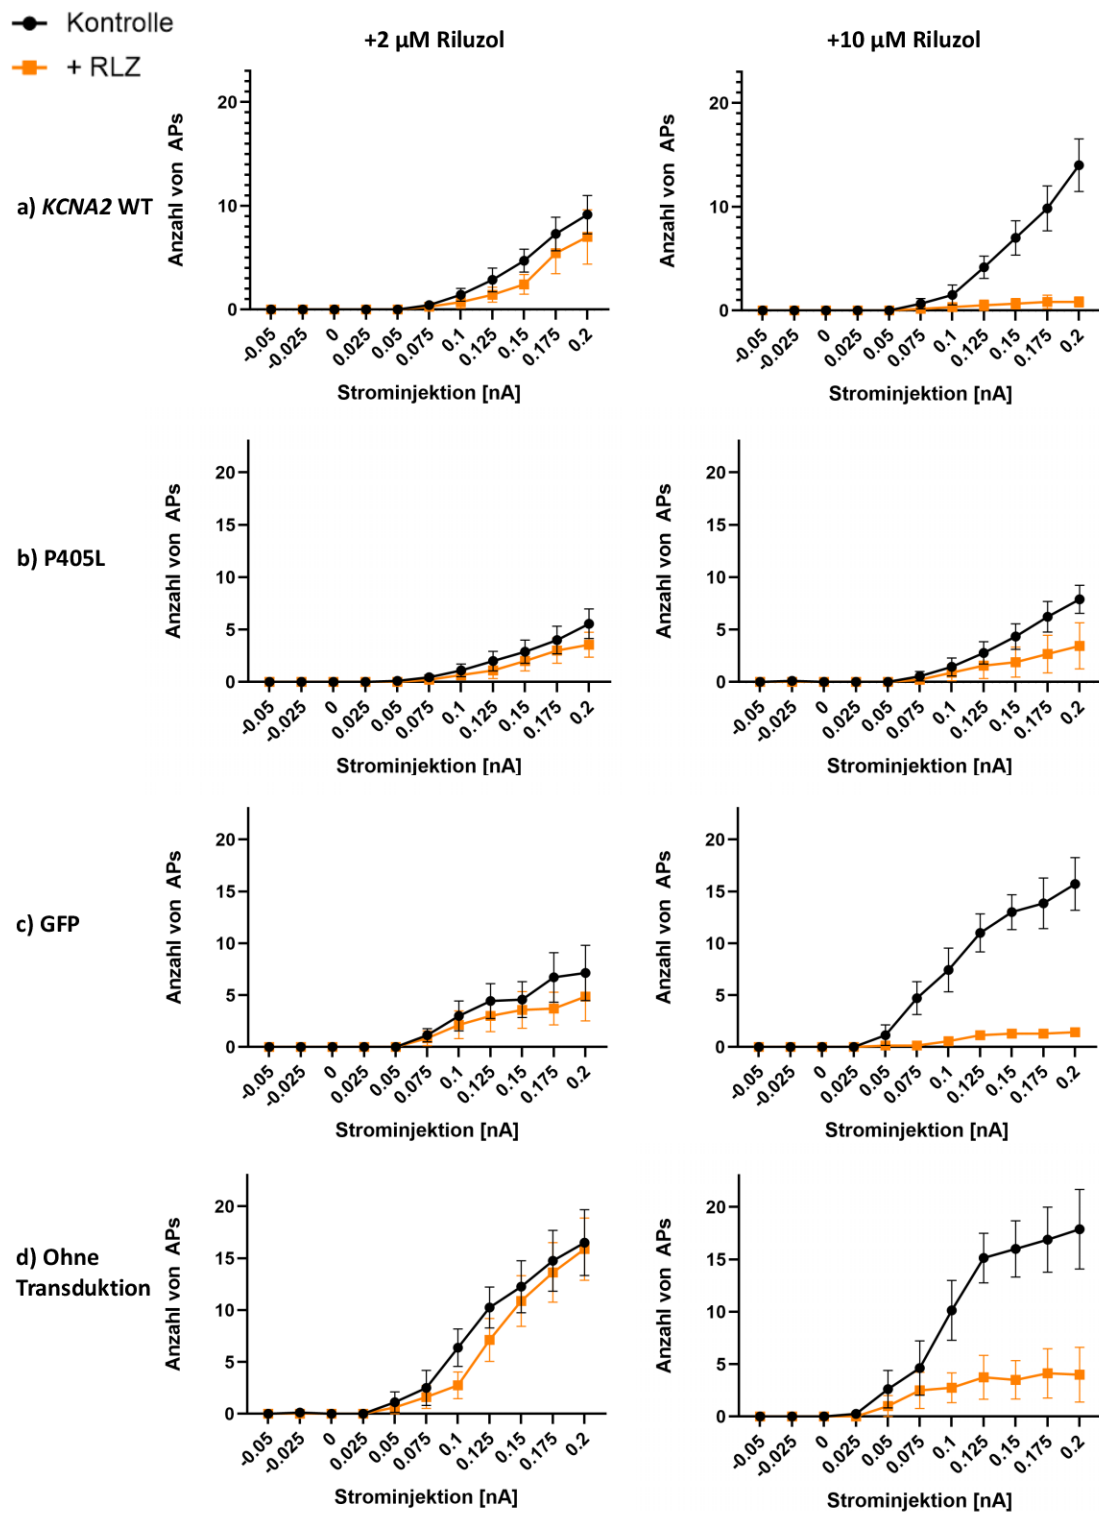 Kontrolle
+ RLZ
+2 µM Riluzol
+10 µM Riluzol
a) KCNA2 WT
Anzahl von APs
20
10
0
-0.05 -0.025 0 0.025 0.05 0.075 0.1 0.125 0.15 0.175 0.2
Strominjektion [nA]
Anzahl von APs
20
10
0
-0.05 -0.025 0 0.025 0.05 0.075 0.1 0.125 0.15 0.175 0.2
Strominjektion [nA]
b) P405L
Anzahl von APs
20
15
10
5
0
-0.05 -0.025 0 0.025 0.05 0.075 0.1 0.125 0.15 0.175 0.2
Strominjektion [nA]
Anzahl von APs
20
15
10
5
0
-0.05 -0.025 0 0.025 0.05 0.075 0.1 0.125 0.15 0.175 0.2
Strominjektion [nA]
c) GFP
Anzahl von APs
20
15
10
5
0
-0.05 -0.025 0 0.025 0.05 0.075 0.1 0.125 0.15 0.175 0.2
Strominjektion [nA]
Anzahl von APs
20
15
10
5
0
-0.05 -0.025 0 0.025 0.05 0.075 0.1 0.125 0.15 0.175 0.2
Strominjektion [nA]
d) Ohne
Transduktion
Anzahl von APs
20
15
10
5
0
-0.05 -0.025 0 0.025 0.05 0.075 0.1 0.125 0.15 0.175 0.2
Strominjektion [nA]
Anzahl von APs
20
15
10
5
0
-0.05 -0.025 0 0.025 0.05 0.075 0.1 0.125 0.15 0.175 0.2
Strominjektion [nA]